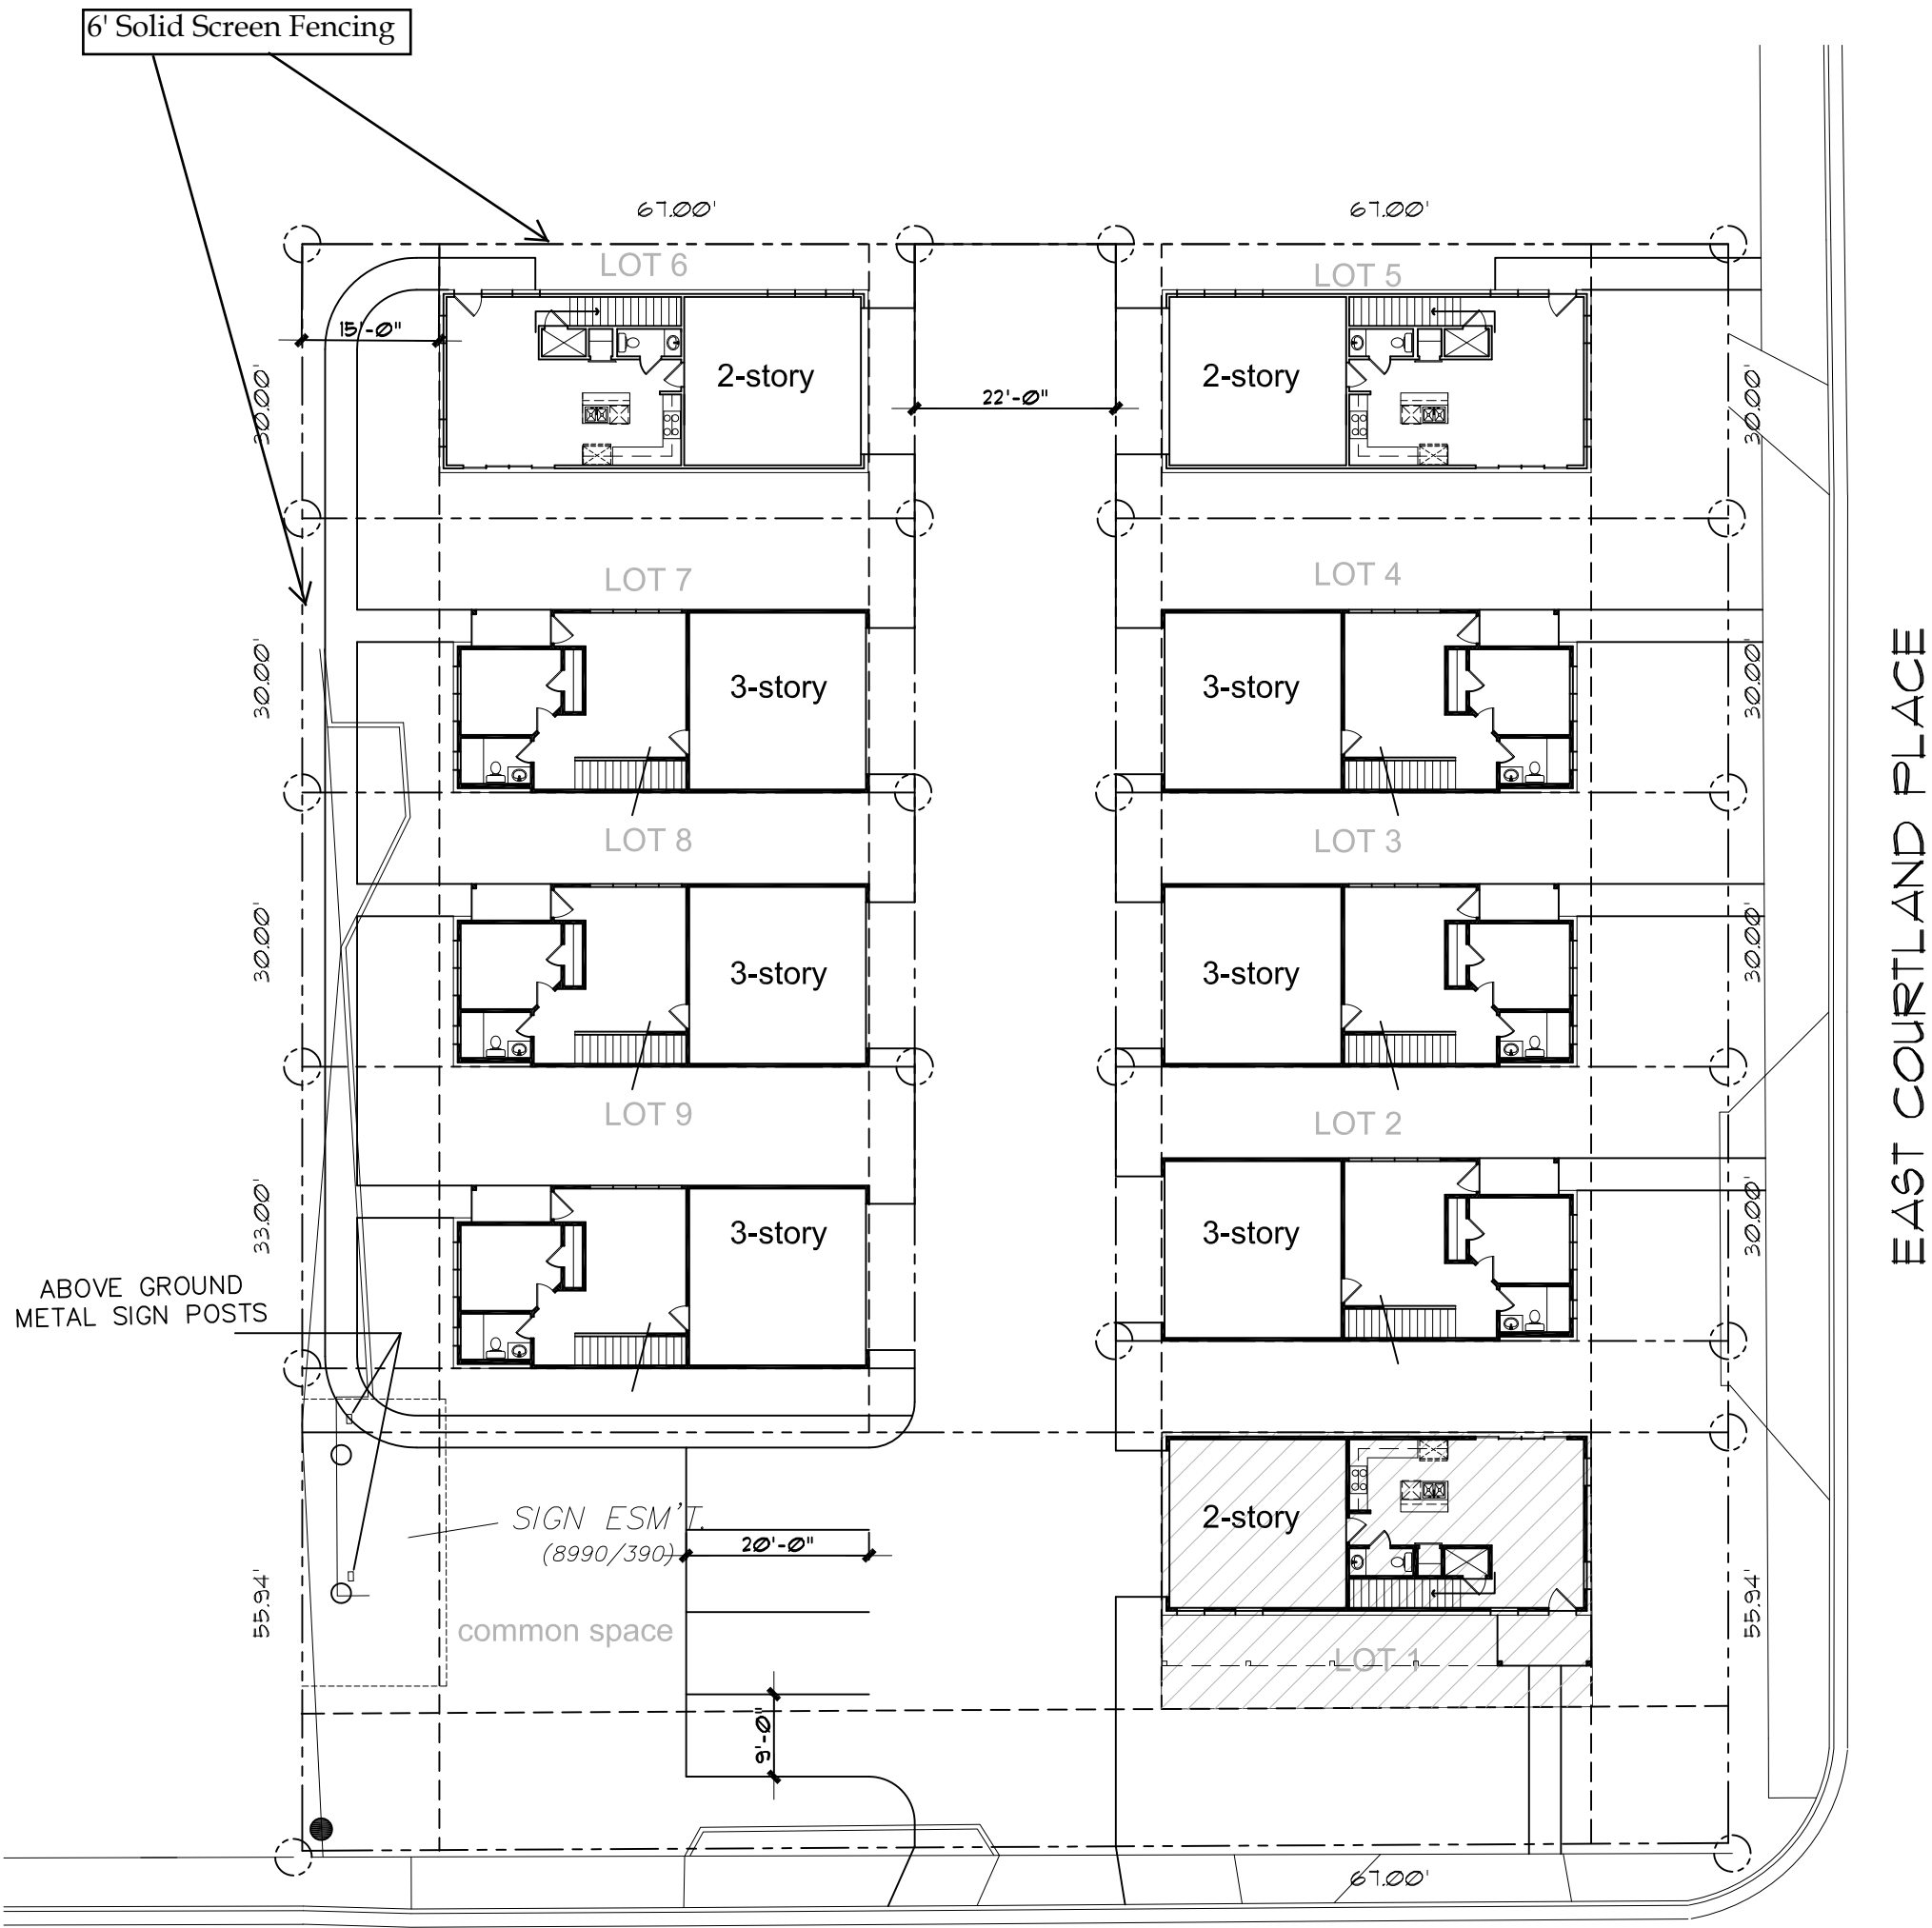 6' Solid Screen Fencing
67.00'
67.00'
LOT 6
LOT 5
15'-0"
2-story
2-story
22'-0"
30.00'
30.00'
LOT 7
LOT 4
3-story
3-story
30.00'
30.00'
LOT 8
LOT 3
3-story
3-story
30.00'
30.00'
LOT 9
LOT 2
3-story
3-story
33.00'
30.00'
EAST COURTLAND PLACE
ABOVE GROUND
METAL SIGN POSTS
SIGN ESM'T.
(8990/390)
20'-0"
2-story
55.94'
55.94'
common space
LOT 1
9'-0"
67.00'